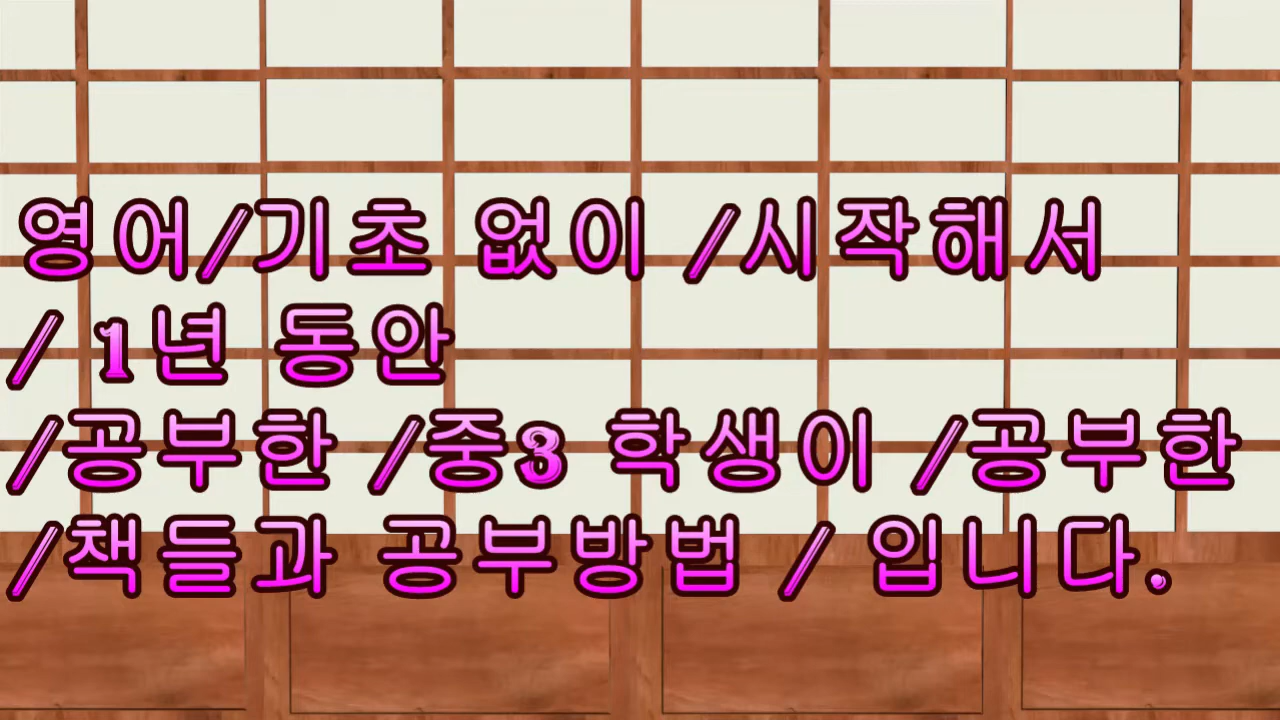 영어/기초 없이 /시작해서
/ 1년 동안
/공부한 /중3 학생이 /공부한
/책들과 공부방법 / 입니다.